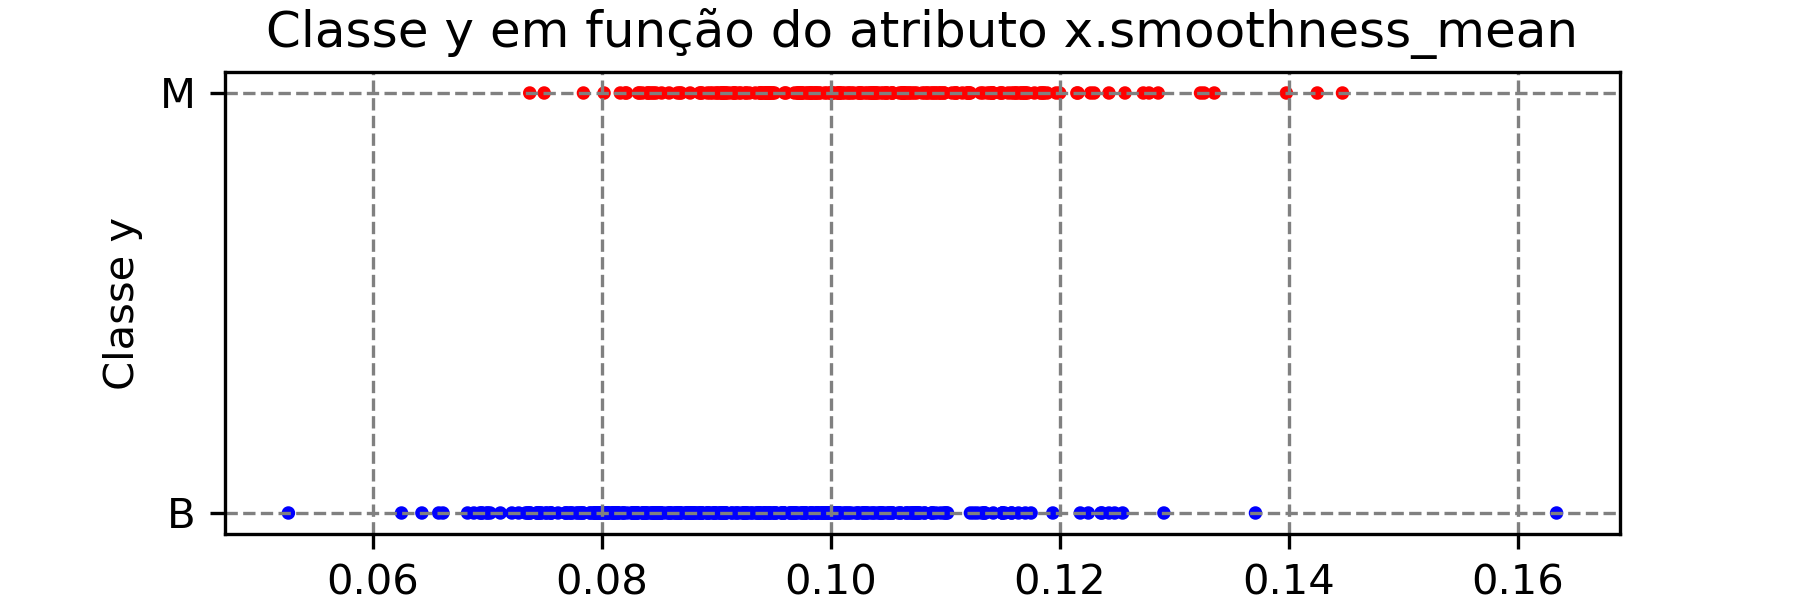 Classe y em função do atributo x.smoothness_mean
M
Classe y
B
0.06 0.08 0.10 0.12 0.14 0.16